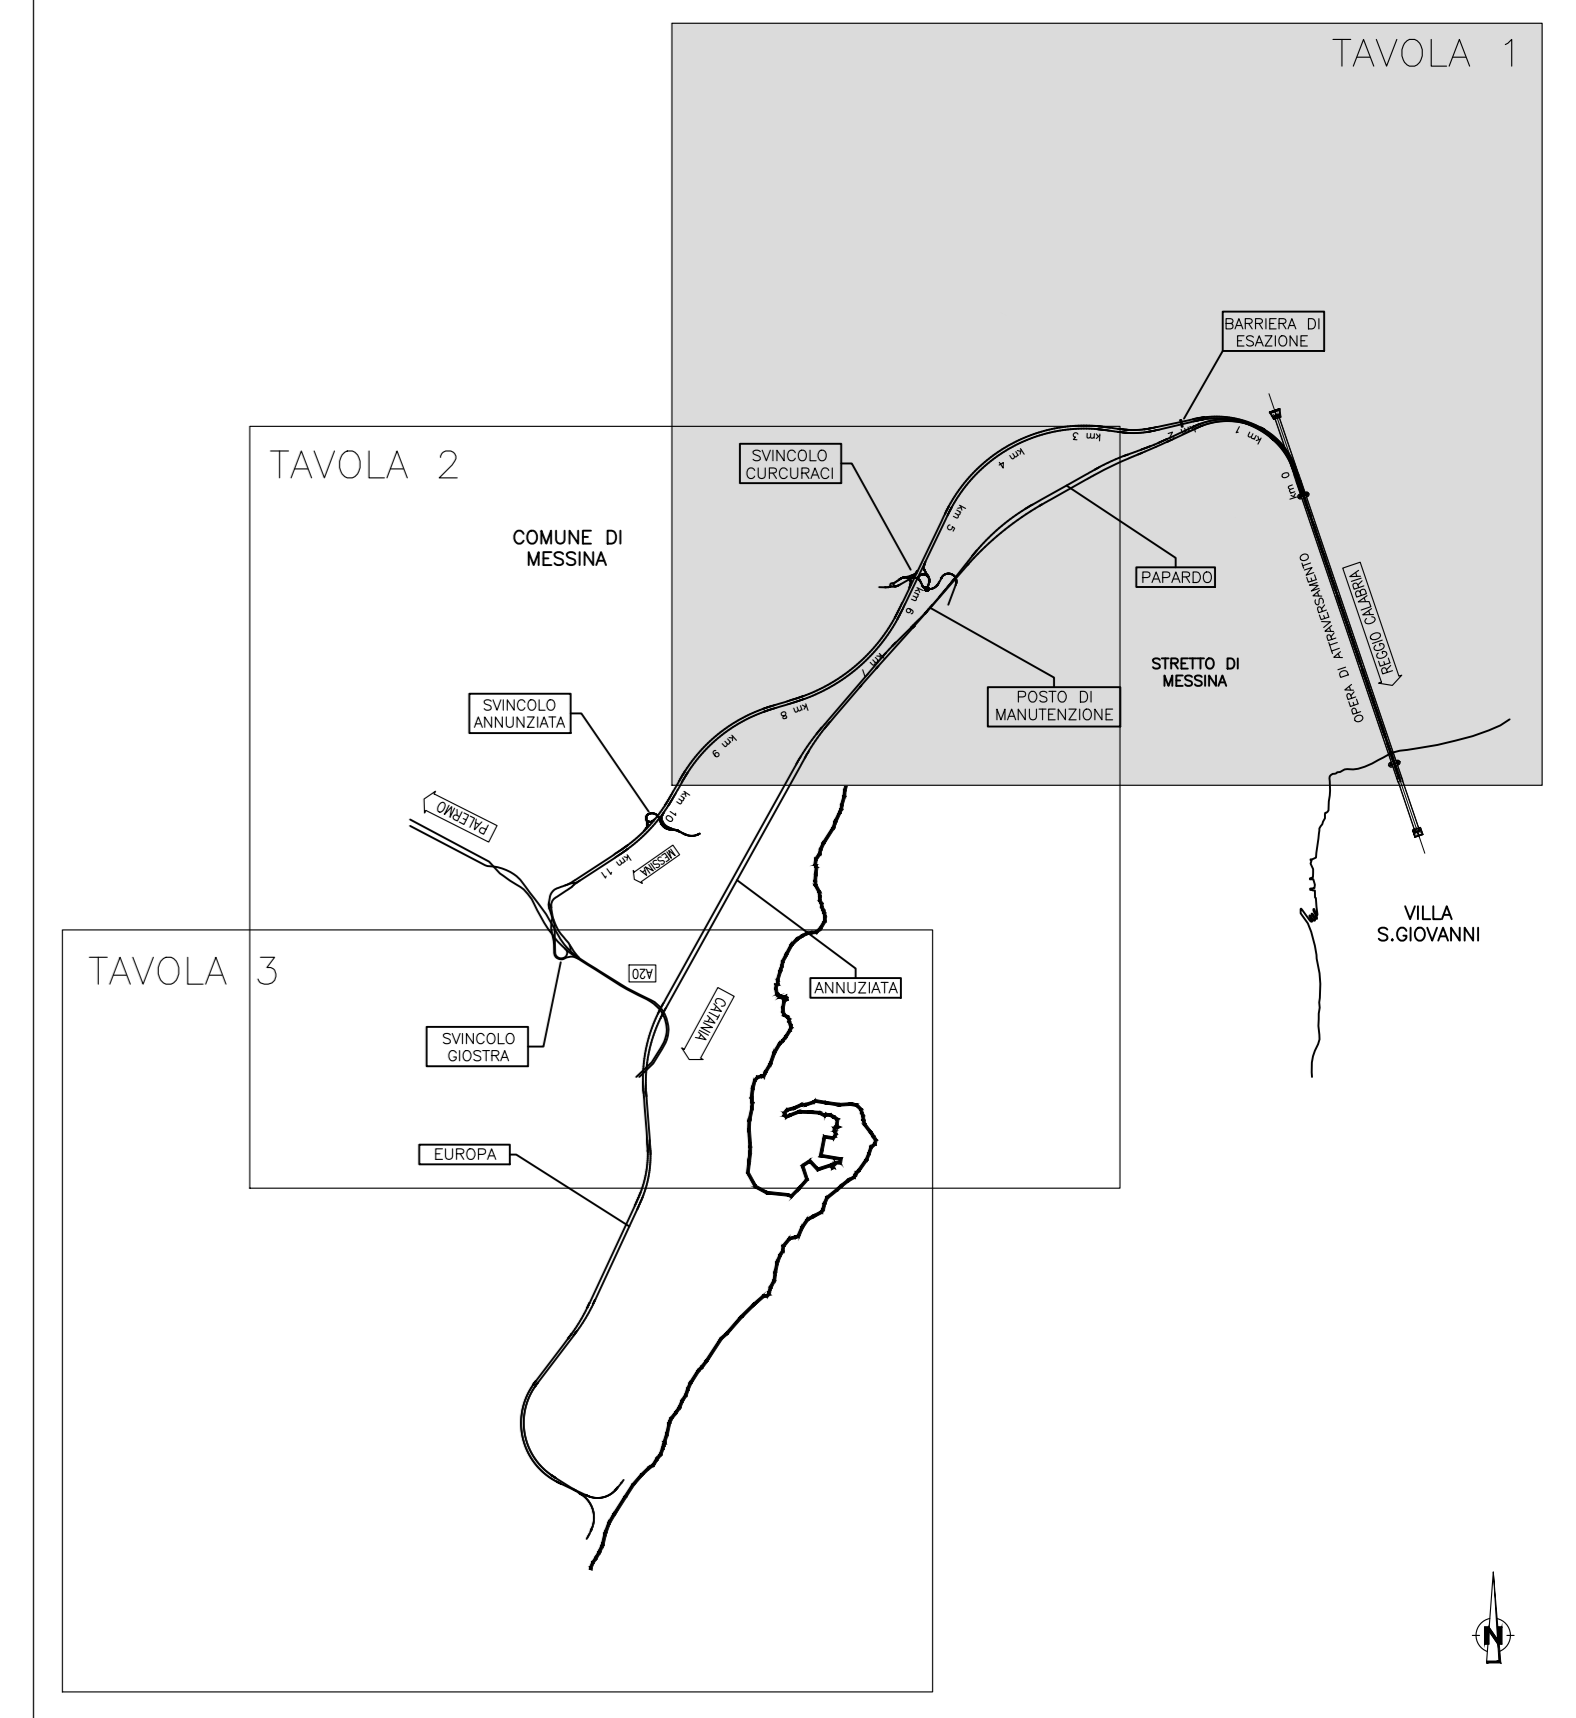 TAVOLA 1
BARRIERA DI
ESAZIONE
km 0
km 1
km 2
km 3
km 4
km 5
km 6
km 7
km 8
km 9
km 10
km 11
TAVOLA 2
SVINCOLO
CURCURACI
COMUNE DI
MESSINA
PAPARDO
OPERA DI ATTRAVERSAMENTO
REGGIO CALABRIA
STRETTO DI
MESSINA
POSTO DI
MANUTENZIONE
SVINCOLO
ANNUNZIATA
PALERMO
MESSINA
VILLA
S.GIOVANNI
TAVOLA 3
A20
ANNUZIATA
CATANIA
SVINCOLO
GIOSTRA
EUROPA
N